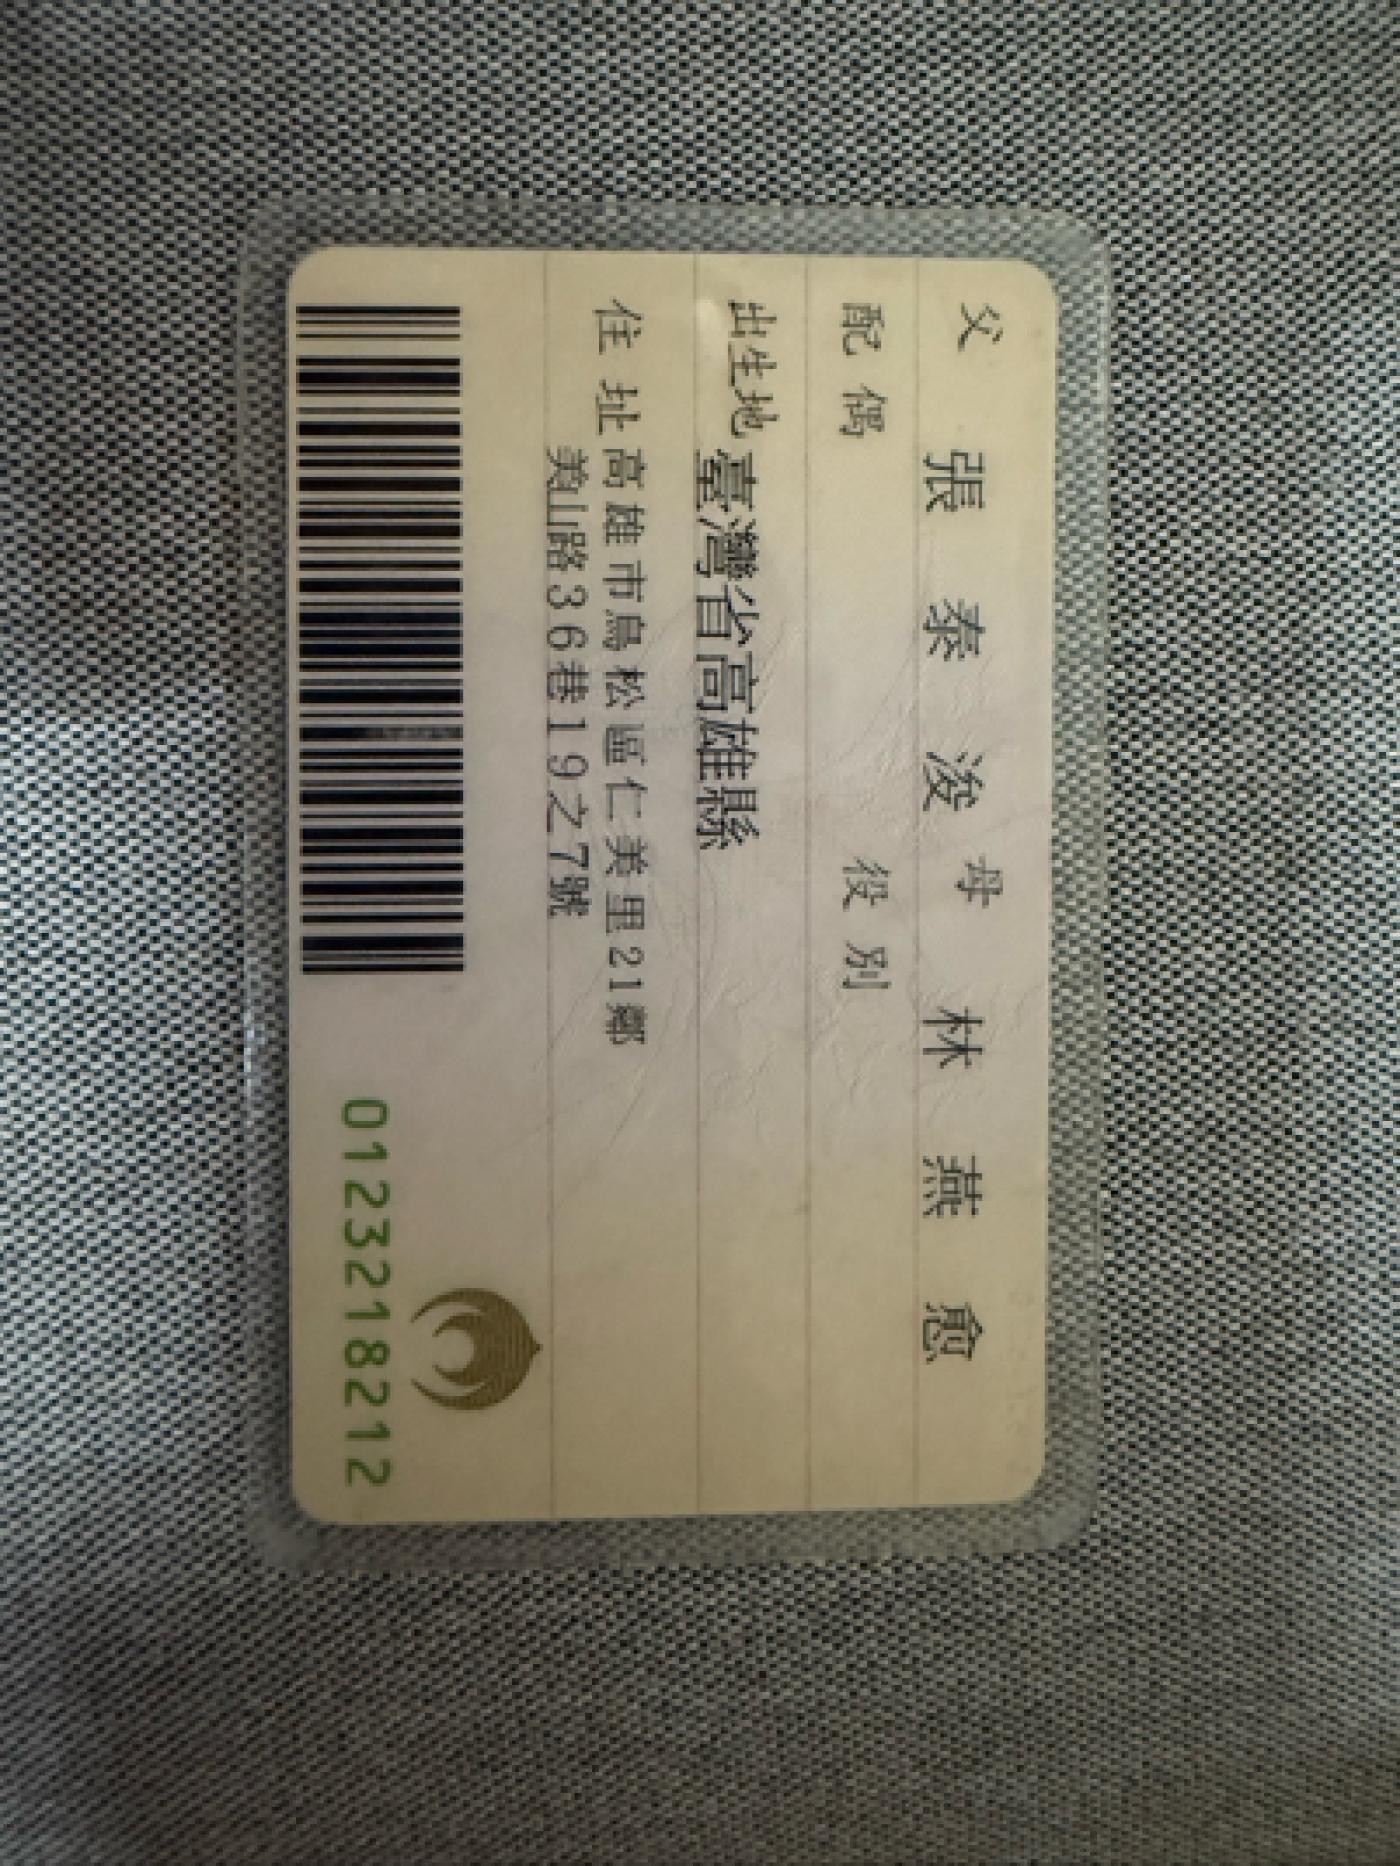 父 張泰浚 母 林燕愈
配偶 役別
出生地 臺灣省高雄縣
住址 高雄市鳥松區仁美里21鄰
美山路36巷19之7號
0123218212